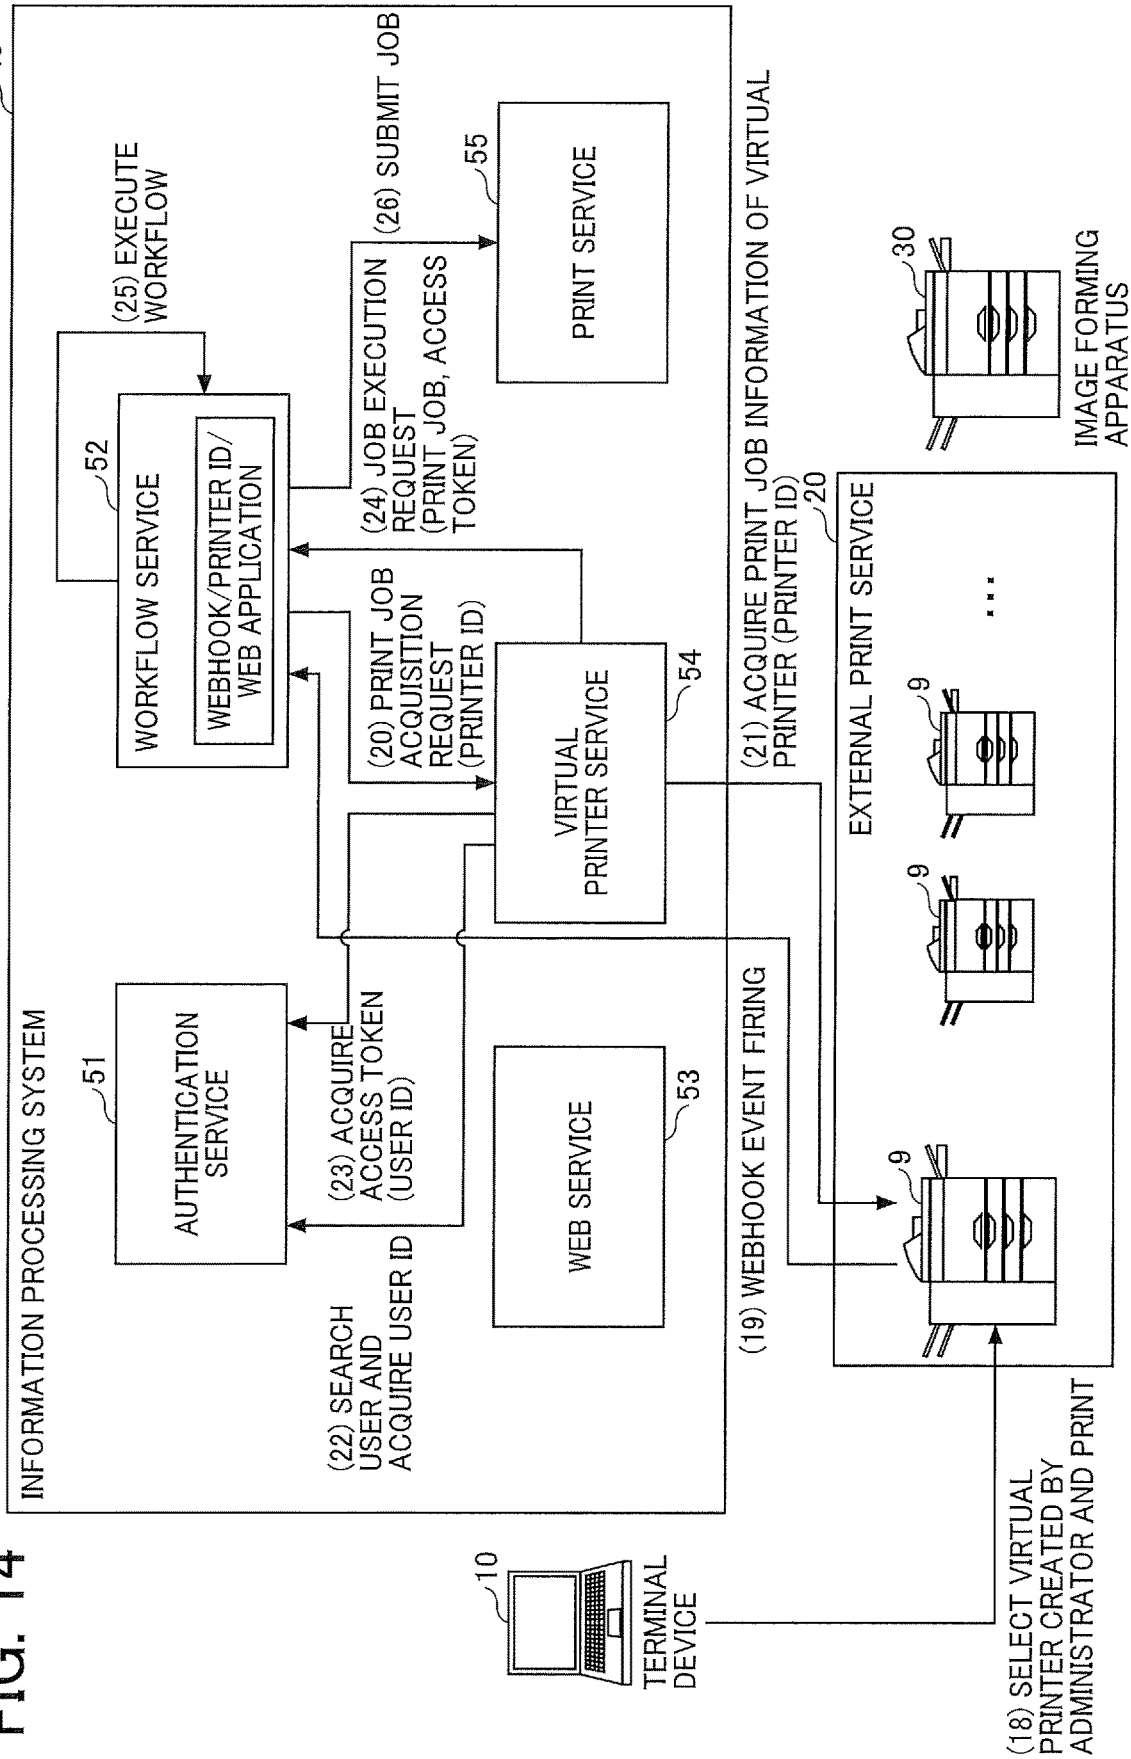 FIG. 14
INFORMATION PROCESSING SYSTEM
(25) EXECUTE
WORKFLOW
51
AUTHENTICATION
SERVICE
52
WORKFLOW SERVICE
WEBHOOK/PRINTER ID/
WEB APPLICATION
(22) SEARCH
USER AND
ACQUIRE USER ID
(23) ACQUIRE
ACCESS TOKEN
(USER ID)
(20) PRINT JOB
ACQUISITION
REQUEST
(PRINTER ID)
(24) JOB EXECUTION
REQUEST
(PRINT JOB, ACCESS
TOKEN)
(26) SUBMIT JOB
WEB SERVICE
53
VIRTUAL
PRINTER SERVICE
54
55
PRINT SERVICE
10
TERMINAL
DEVICE
(19) WEBHOOK EVENT FIRING
(21) ACQUIRE PRINT JOB INFORMATION OF VIRTUAL
PRINTER (PRINTER ID)
20
EXTERNAL PRINT SERVICE
9
9
9
...
30
IMAGE FORMING
APPARATUS
(18) SELECT VIRTUAL
PRINTER CREATED BY
ADMINISTRATOR AND PRINT